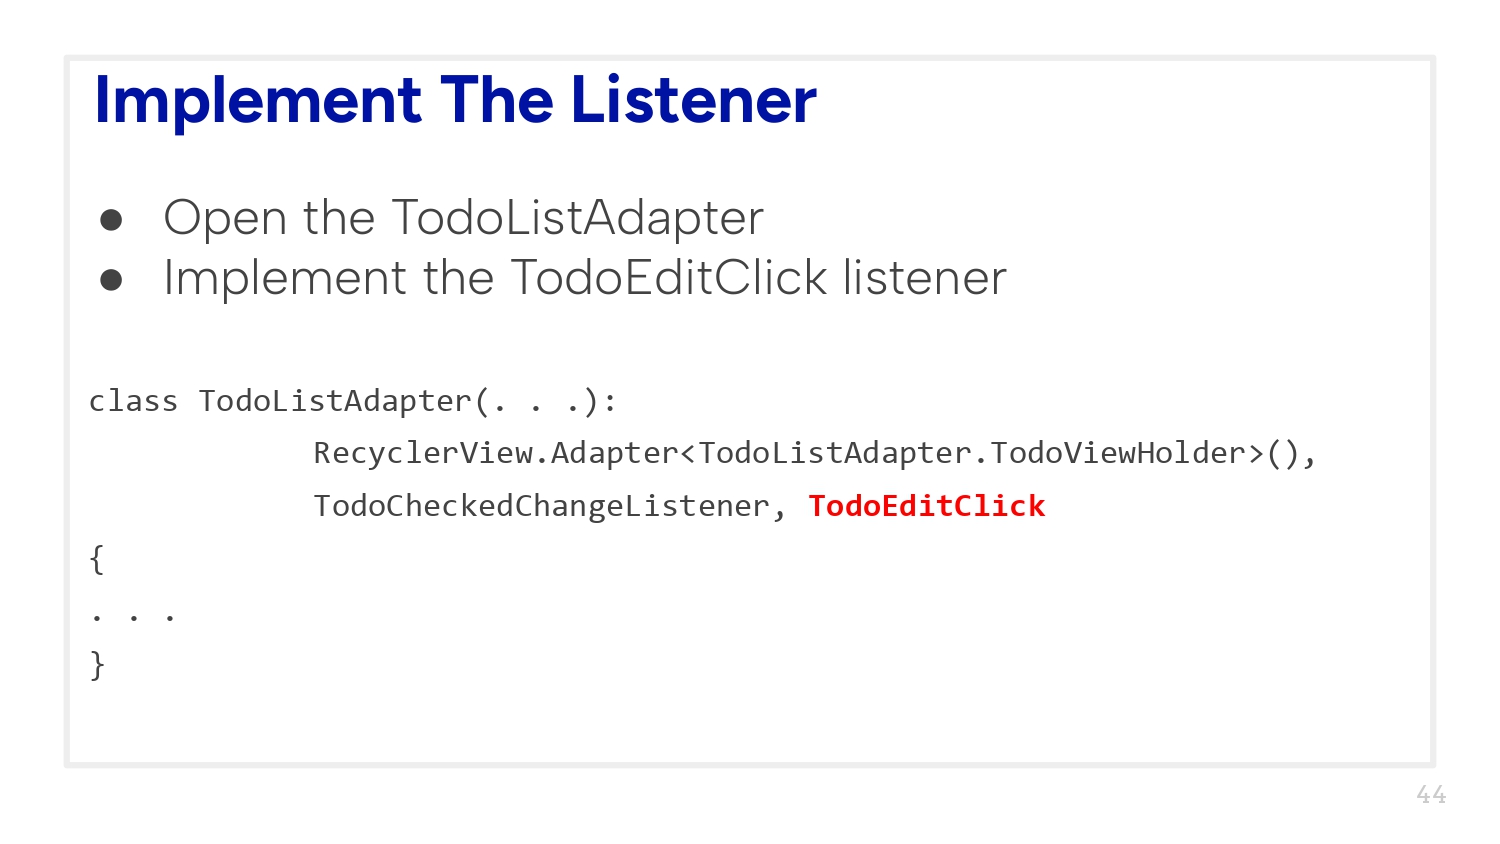 Implement The Listener
● Open the TodoListAdapter
● Implement the TodoEditClick listener
class TodoListAdapter(. . .):
RecyclerView.Adapter<TodoListAdapter.TodoViewHolder>(),
TodoCheckedChangeListener, TodoEditClick
{
. . .
}
44